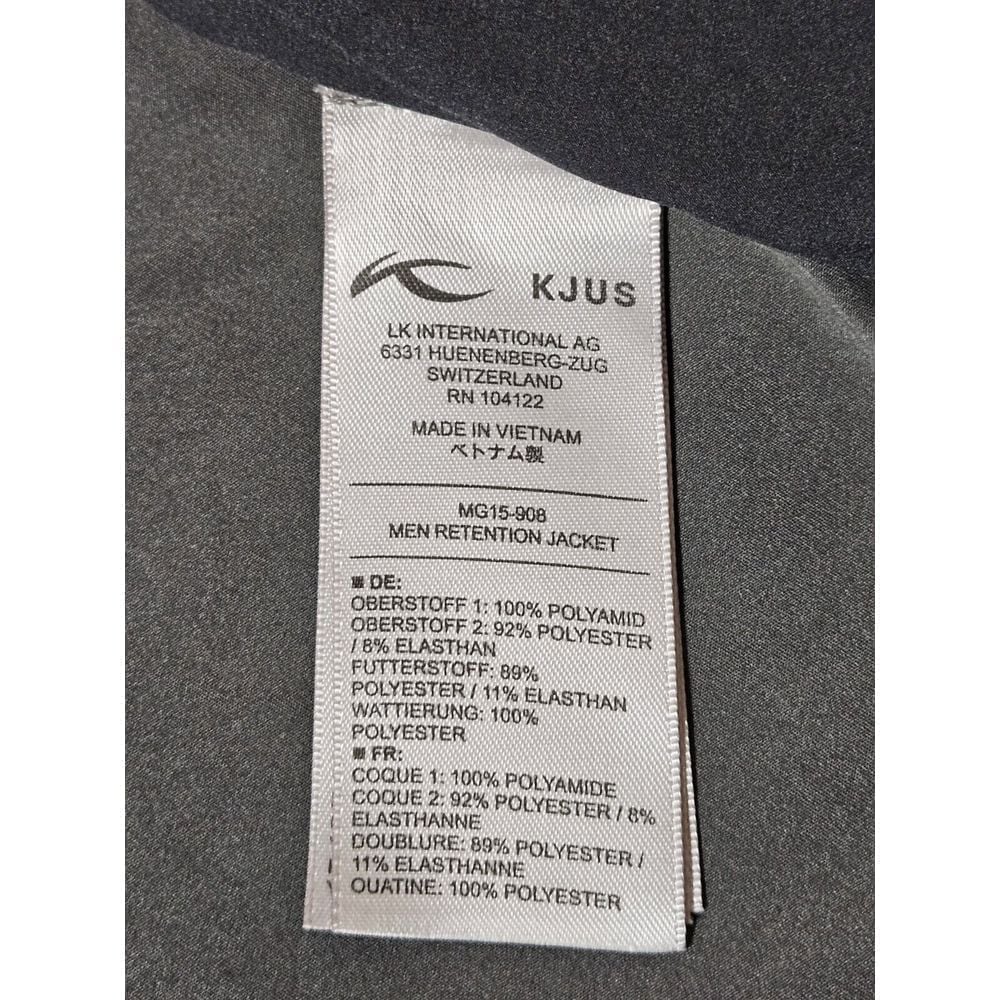 KJUS
LK INTERNATIONAL AG
6331 HUENENBERG-ZUG
SWITZERLAND
RN 104122
MADE IN VIETNAM
ベトナム製
MG15-908
MEN RETENTION JACKET
DE:
OBERSTOFF 1: 100% POLYAMID
OBERSTOFF 2: 92% POLYESTER
/ 8% ELASTHAN
FUTTERSTOFF: 89%
POLYESTER / 11% ELASTHAN
WATTIERUNG: 100%
POLYESTER
FR:
COQUE 1: 100% POLYAMIDE
COQUE 2: 92% POLYESTER / 8%
ELASTHANNE
DOUBLURE: 89% POLYESTER /
11% ELASTHANNE
OUATINE: 100% POLYESTER